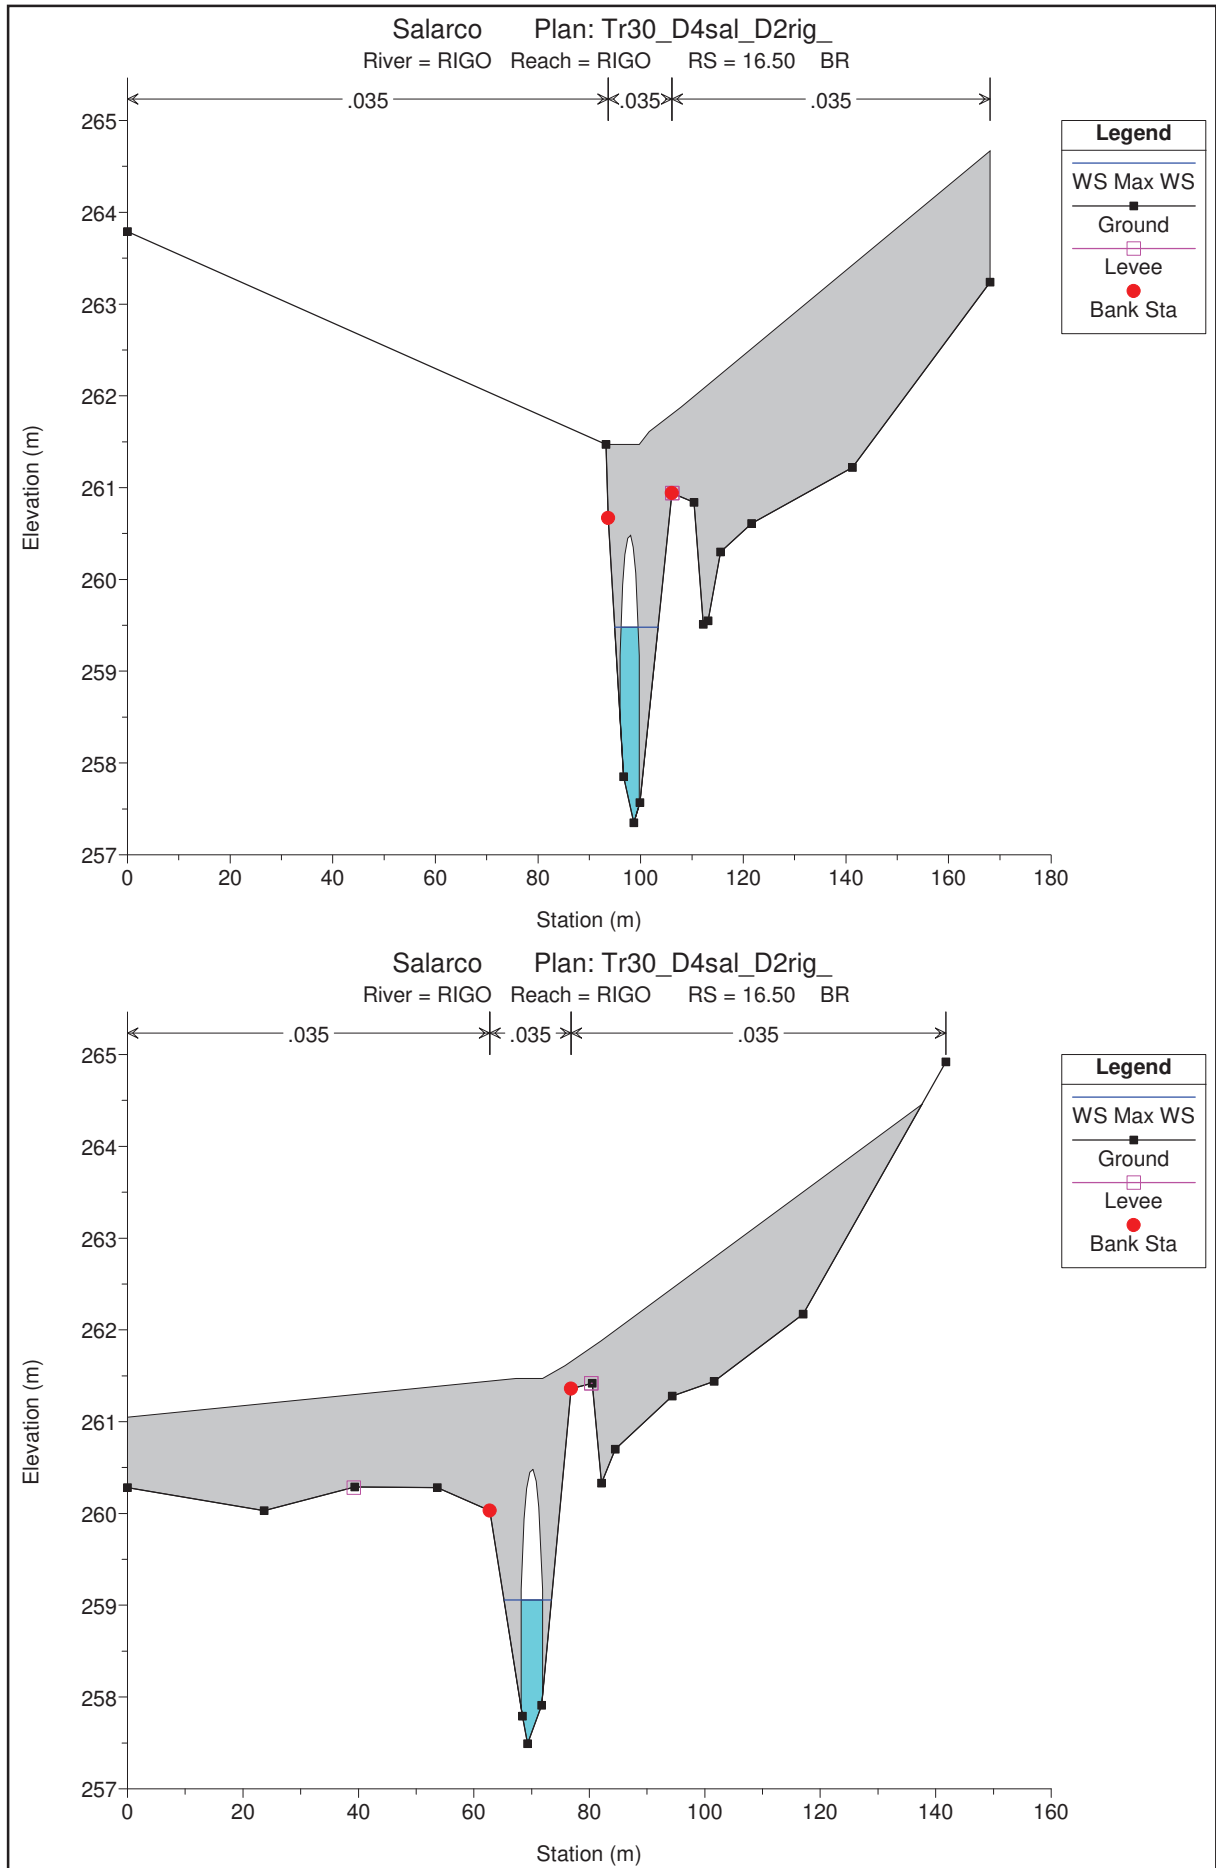 Salarco Plan: Tr30_D4sal_D2rig_
River = RIGO Reach = RIGO RS = 16.50 BR
.035 .035 .035
265
264
263
262
261
260
259
258
257
Elevation (m)
0 20 40 60 80 100 120 140 160 180
Station (m)
Legend
WS Max WS
Ground
Levee
Bank Sta
Salarco Plan: Tr30_D4sal_D2rig_
River = RIGO Reach = RIGO RS = 16.50 BR
.035 .035 .035
265
264
263
262
261
260
259
258
257
Elevation (m)
0 20 40 60 80 100 120 140 160
Station (m)
Legend
WS Max WS
Ground
Levee
Bank Sta